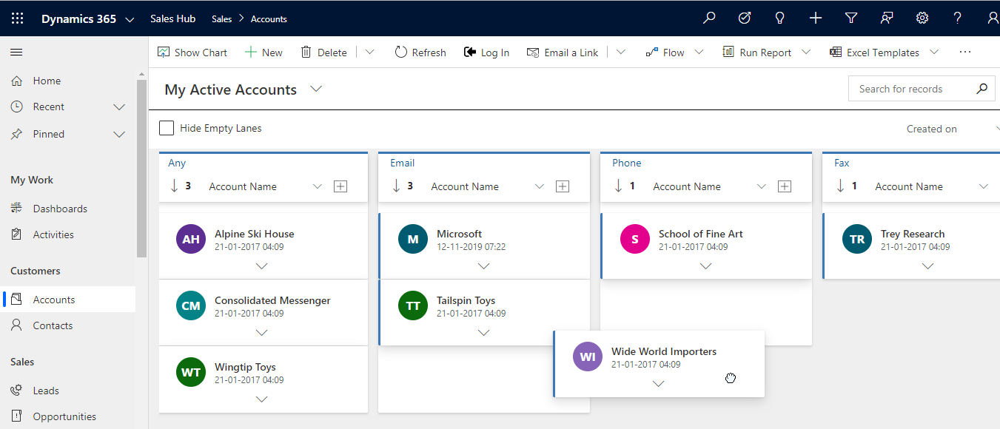 Dynamics 365 Sales Hub Sales Accounts
Show Chart New Delete Refresh Log In Email a Link Flow Run Report Excel Templates
Home
Recent
Pinned
My Work
Dashboards
Activities
Customers
Accounts
Contacts
Sales
Leads
Opportunities
My Active Accounts
Search for records
Hide Empty Lanes
Created on
Any
3 Account Name
AH Alpine Ski House
21-01-2017 04:09
CM Consolidated Messenger
21-01-2017 04:09
WT Wingtip Toys
21-01-2017 04:09
Email
3 Account Name
M Microsoft
12-11-2019 07:22
TT Tailspin Toys
21-01-2017 04:09
WI Wide World Importers
21-01-2017 04:09
Phone
1 Account Name
S School of Fine Art
21-01-2017 04:09
Fax
1 Account Name
TR Trey Research
21-01-2017 04:09